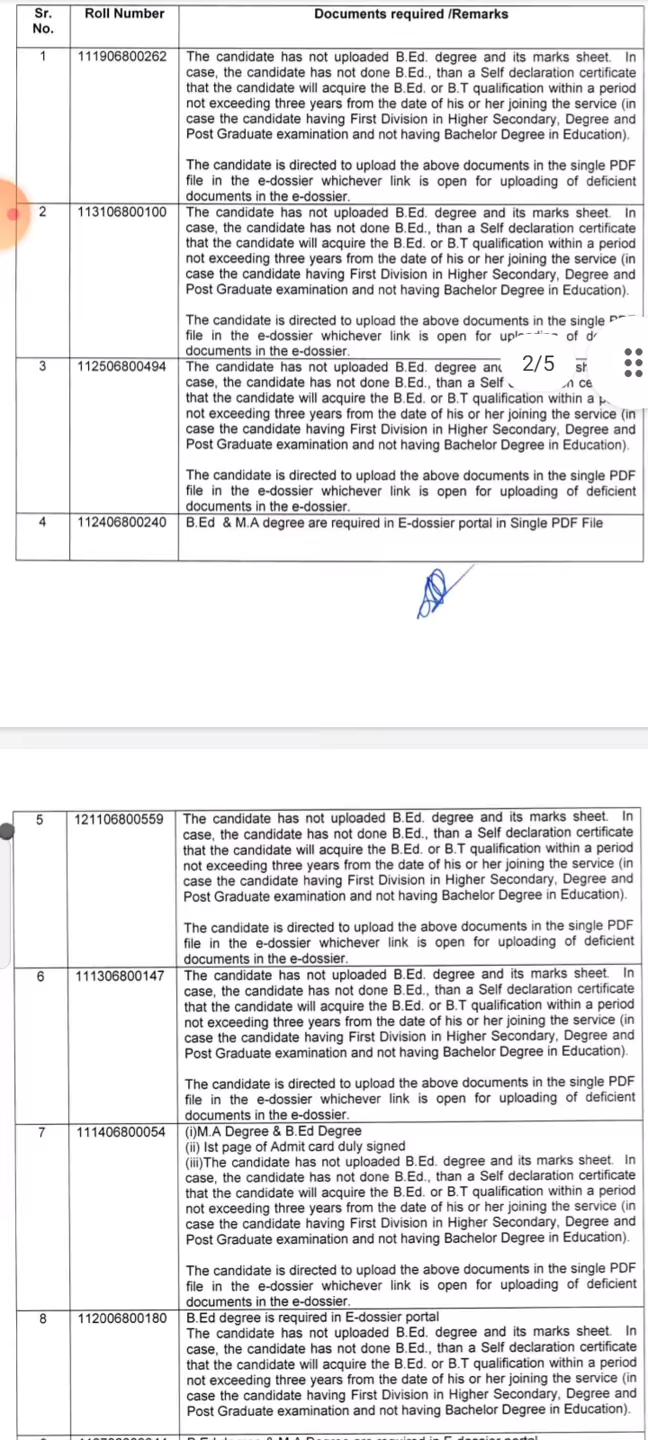 Sr. No. Roll Number Documents required /Remarks
1 111906800262 The candidate has not uploaded B.Ed. degree and its marks sheet. In
case, the candidate has not done B.Ed., than a Self declaration certificate
that the candidate will acquire the B.Ed. or B.T qualification within a period
not exceeding three years from the date of his or her joining the service (in
case the candidate having First Division in Higher Secondary, Degree and
Post Graduate examination and not having Bachelor Degree in Education).
The candidate is directed to upload the above documents in the single PDF
file in the e-dossier whichever link is open for uploading of deficient
documents in the e-dossier.
2 113106800100 The candidate has not uploaded B.Ed. degree and its marks sheet. In
case, the candidate has not done B.Ed., than a Self declaration certificate
that the candidate will acquire the B.Ed. or B.T qualification within a period
not exceeding three years from the date of his or her joining the service (in
case the candidate having First Division in Higher Secondary, Degree and
Post Graduate examination and not having Bachelor Degree in Education).
The candidate is directed to upload the above documents in the single
file in the e-dossier whichever link is open for of
documents in the e-dossier.
2/5
3 112506800494 The candidate has not uploaded B.Ed. degree
case, the candidate has not done B.Ed., than a Self
that the candidate will acquire the B.Ed. or B.T qualification within a
not exceeding three years from the date of his or her joining the service (in
case the candidate having First Division in Higher Secondary, Degree and
Post Graduate examination and not having Bachelor Degree in Education).
The candidate is directed to upload the above documents in the single PDF
file in the e-dossier whichever link is open for uploading of deficient
documents in the e-dossier.
4 112406800240 B.Ed & M.A degree are required in E-dossier portal in Single PDF File
5 121106800559 The candidate has not uploaded B.Ed. degree and its marks sheet. In
case, the candidate has not done B.Ed., than a Self declaration certificate
that the candidate will acquire the B.Ed. or B.T qualification within a period
not exceeding three years from the date of his or her joining the service (in
case the candidate having First Division in Higher Secondary, Degree and
Post Graduate examination and not having Bachelor Degree in Education).
The candidate is directed to upload the above documents in the single PDF
file in the e-dossier whichever link is open for uploading of deficient
documents in the e-dossier.
6 111306800147 The candidate has not uploaded B.Ed. degree and its marks sheet. In
case, the candidate has not done B.Ed., than a Self declaration certificate
that the candidate will acquire the B.Ed. or B.T qualification within a period
not exceeding three years from the date of his or her joining the service (in
case the candidate having First Division in Higher Secondary, Degree and
Post Graduate examination and not having Bachelor Degree in Education).
The candidate is directed to upload the above documents in the single PDF
file in the e-dossier whichever link is open for uploading of deficient
documents in the e-dossier.
7 111406800054 (i)M.A Degree & B.Ed Degree
(ii) Ist page of Admit card duly signed
(iii)The candidate has not uploaded B.Ed. degree and its marks sheet. In
case, the candidate has not done B.Ed., than a Self declaration certificate
that the candidate will acquire the B.Ed. or B.T qualification within a period
not exceeding three years from the date of his or her joining the service (in
case the candidate having First Division in Higher Secondary, Degree and
Post Graduate examination and not having Bachelor Degree in Education).
The candidate is directed to upload the above documents in the single PDF
file in the e-dossier whichever link is open for uploading of deficient
documents in the e-dossier.
8 112006800180 B.Ed degree is required in E-dossier portal
The candidate has not uploaded B.Ed. degree and its marks sheet. In
case, the candidate has not done B.Ed., than a Self declaration certificate
that the candidate will acquire the B.Ed. or B.T qualification within a period
not exceeding three years from the date of his or her joining the service (in
case the candidate having First Division in Higher Secondary, Degree and
Post Graduate examination and not having Bachelor Degree in Education).